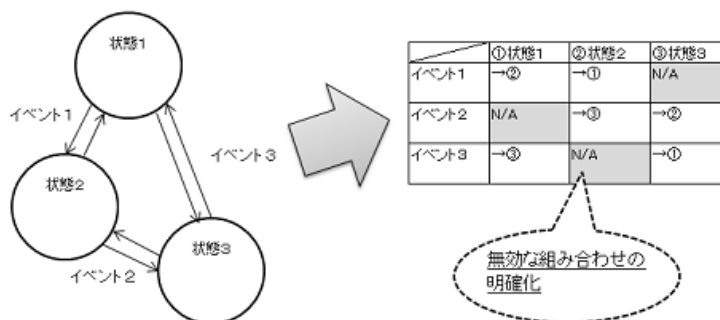 状態1
イベント1
状態2
イベント3
状態3
イベント2
①状態1 ②状態2 ③状態3
イベント1 →② →① N/A
イベント2 N/A →③ →②
イベント3 →③ N/A →①
無効な組み合わせの
明確化